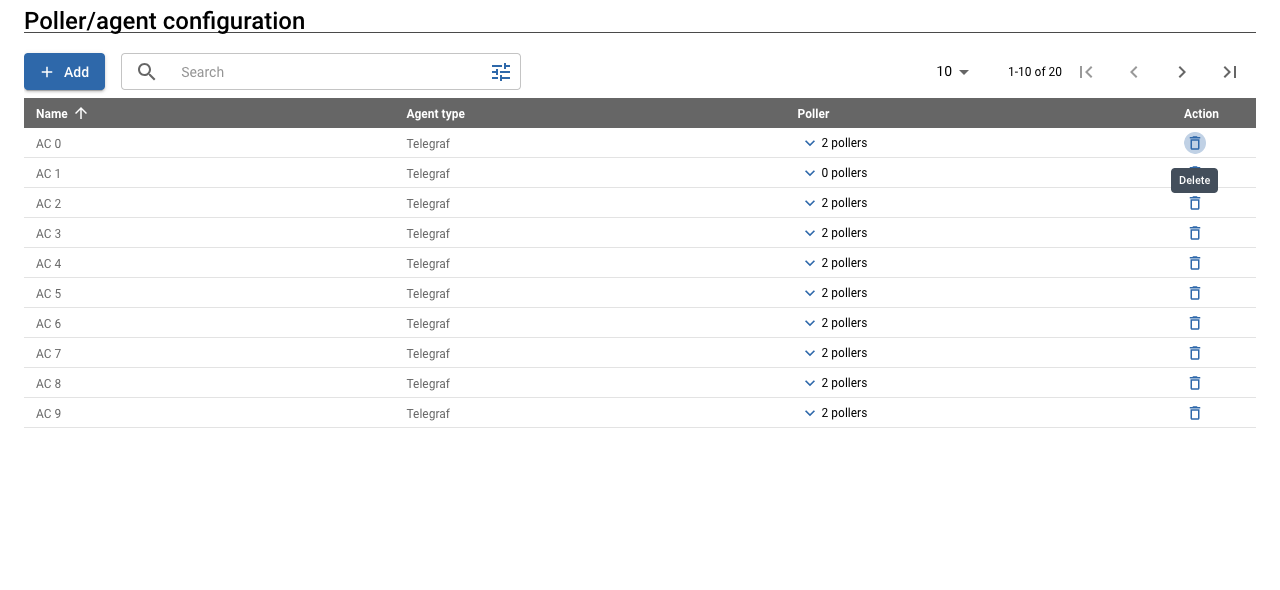 Poller/agent configuration
Add
Search
10
1-10 of 20
Name Agent type Poller Action
AC 0 Telegraf 2 pollers
AC 1 Telegraf 0 pollers
Delete
AC 2 Telegraf 2 pollers
AC 3 Telegraf 2 pollers
AC 4 Telegraf 2 pollers
AC 5 Telegraf 2 pollers
AC 6 Telegraf 2 pollers
AC 7 Telegraf 2 pollers
AC 8 Telegraf 2 pollers
AC 9 Telegraf 2 pollers